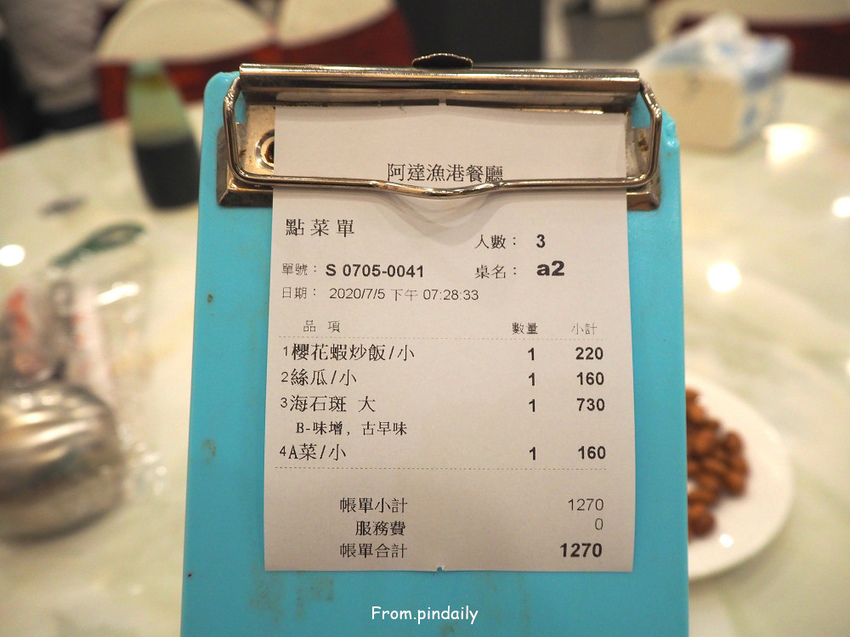 阿達漁港餐廳
點菜單
人數： 3
單號： S 0705-0041 桌名： a2
日期： 2020/7/5 下午 07:28:33
品 項 數量 小計
1櫻花蝦炒飯/小 1 220
2絲瓜/小 1 160
3海石斑 大 1 730
B-味增, 古早味
4A菜/小 1 160
帳單小計 1270
服務費 0
帳單合計 1270
From.pindaily